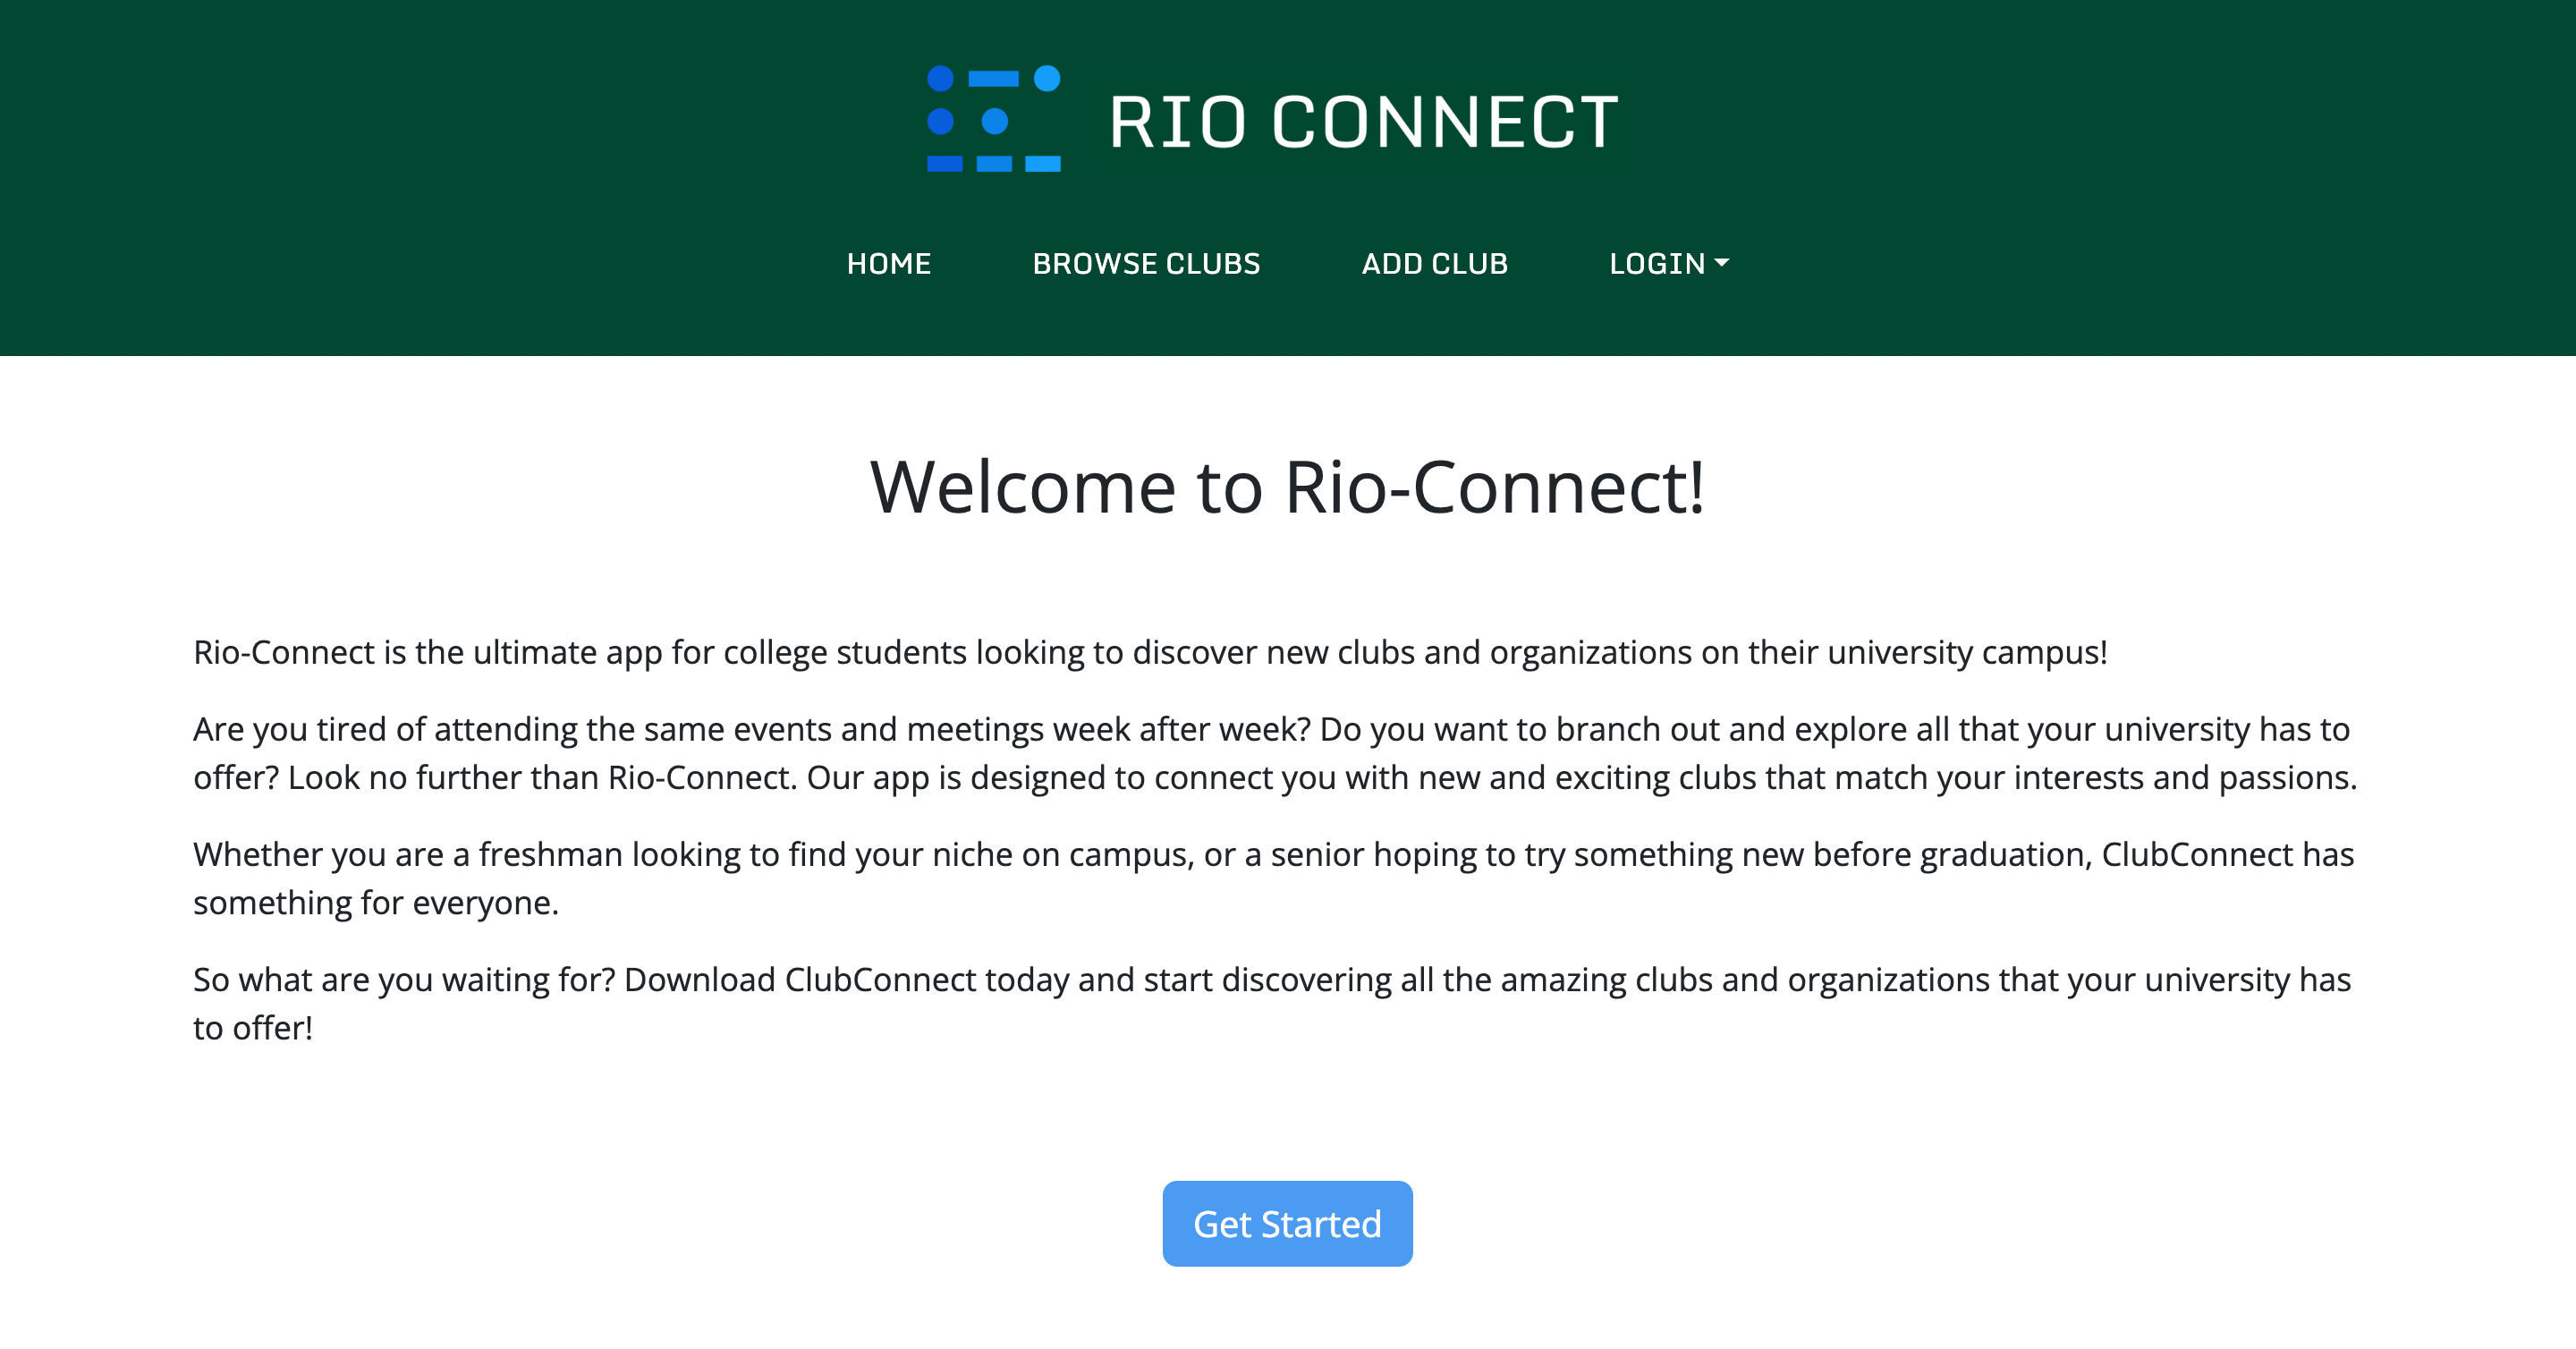 RIO CONNECT
HOME BROWSE CLUBS ADD CLUB LOGIN
Welcome to Rio-Connect!
Rio-Connect is the ultimate app for college students looking to discover new clubs and organizations on their university campus!
Are you tired of attending the same events and meetings week after week? Do you want to branch out and explore all that your university has to
offer? Look no further than Rio-Connect. Our app is designed to connect you with new and exciting clubs that match your interests and passions.
Whether you are a freshman looking to find your niche on campus, or a senior hoping to try something new before graduation, ClubConnect has
something for everyone.
So what are you waiting for? Download ClubConnect today and start discovering all the amazing clubs and organizations that your university has
to offer!
Get Started